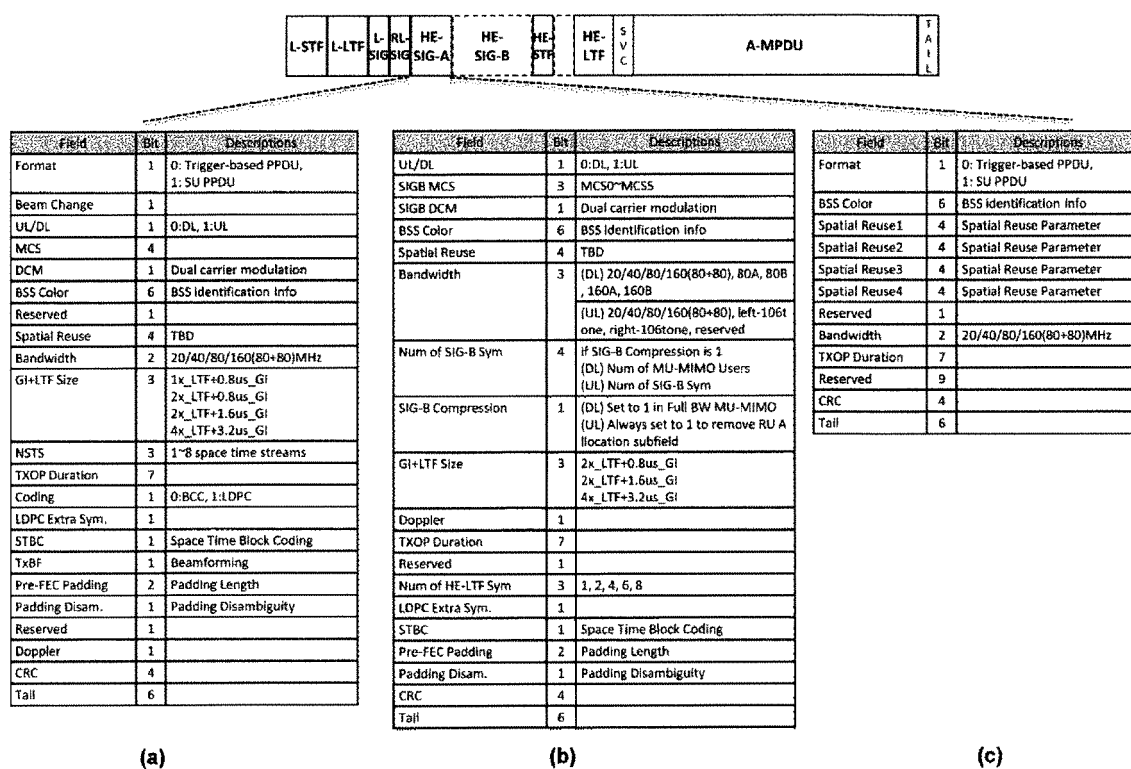 L-STF L-LTF L-SIG RL-SIG HE-SIG-A HE-SIG-B HE-STF HE-LTF SVC A-MPDU TAIL
Field Bit Descriptions
Format 1 0: Trigger-based PPDU,
1: SU PPDU
Beam Change 1
UL/DL 1 0:DL, 1:UL
MCS 4
DCM 1 Dual carrier modulation
BSS Color 6 BSS Identification Info
Reserved 1
Spatial Reuse 4 TBD
Bandwidth 2 20/40/80/160(80+80)MHz
GI+LTF Size 3 1x_LTF+0.8us_GI
2x_LTF+0.8us_GI
2x_LTF+1.6us_GI
4x_LTF+3.2us_GI
NSTS 3 1~8 space time streams
TXOP Duration 7
Coding 1 0:BCC, 1:LDPC
LDPC Extra Sym. 1
STBC 1 Space Time Block Coding
TxBF 1 Beamforming
Pre-FEC Padding 2 Padding Length
Padding Disam. 1 Padding Disambiguity
Reserved 1
Doppler 1
CRC 4
Tail 6
(a)
Field Bit Descriptions
UL/DL 1 0:DL, 1:UL
SIGB MCS 3 MCS0~MCS5
SIGB DCM 1 Dual carrier modulation
BSS Color 6 BSS Identification Info
Spatial Reuse 4 TBD
Bandwidth 3 (DL) 20/40/80/160(80+80), 80A, 80B
, 160A, 160B
(UL) 20/40/80/160(80+80), left-106t
one, right-106tone, reserved
Num of SIG-B Sym 4 if SIG-B Compression is 1
(DL) Num of MU-MIMO Users
(UL) Num of SIG-B Sym
SIG-B Compression 1 (DL) Set to 1 in Full BW MU-MIMO
(UL) Always set to 1 to remove RU A
llocation subfield
GI+LTF Size 3 2x_LTF+0.8us_GI
2x_LTF+1.6us_GI
4x_LTF+3.2us_GI
Doppler 1
TXOP Duration 7
Reserved 1
Num of HE-LTF Sym 3 1, 2, 4, 6, 8
LDPC Extra Sym. 1
STBC 1 Space Time Block Coding
Pre-FEC Padding 2 Padding Length
Padding Disam. 1 Padding Disambiguity
CRC 4
Tail 6
(b)
Field Bit Descriptions
Format 1 0: Trigger-based PPDU,
1: SU PPDU
BSS Color 6 BSS Identification Info
Spatial Reuse1 4 Spatial Reuse Parameter
Spatial Reuse2 4 Spatial Reuse Parameter
Spatial Reuse3 4 Spatial Reuse Parameter
Spatial Reuse4 4 Spatial Reuse Parameter
Reserved 1
Bandwidth 2 20/40/80/160(80+80)MHz
TXOP Duration 7
Reserved 9
CRC 4
Tail 6
(c)